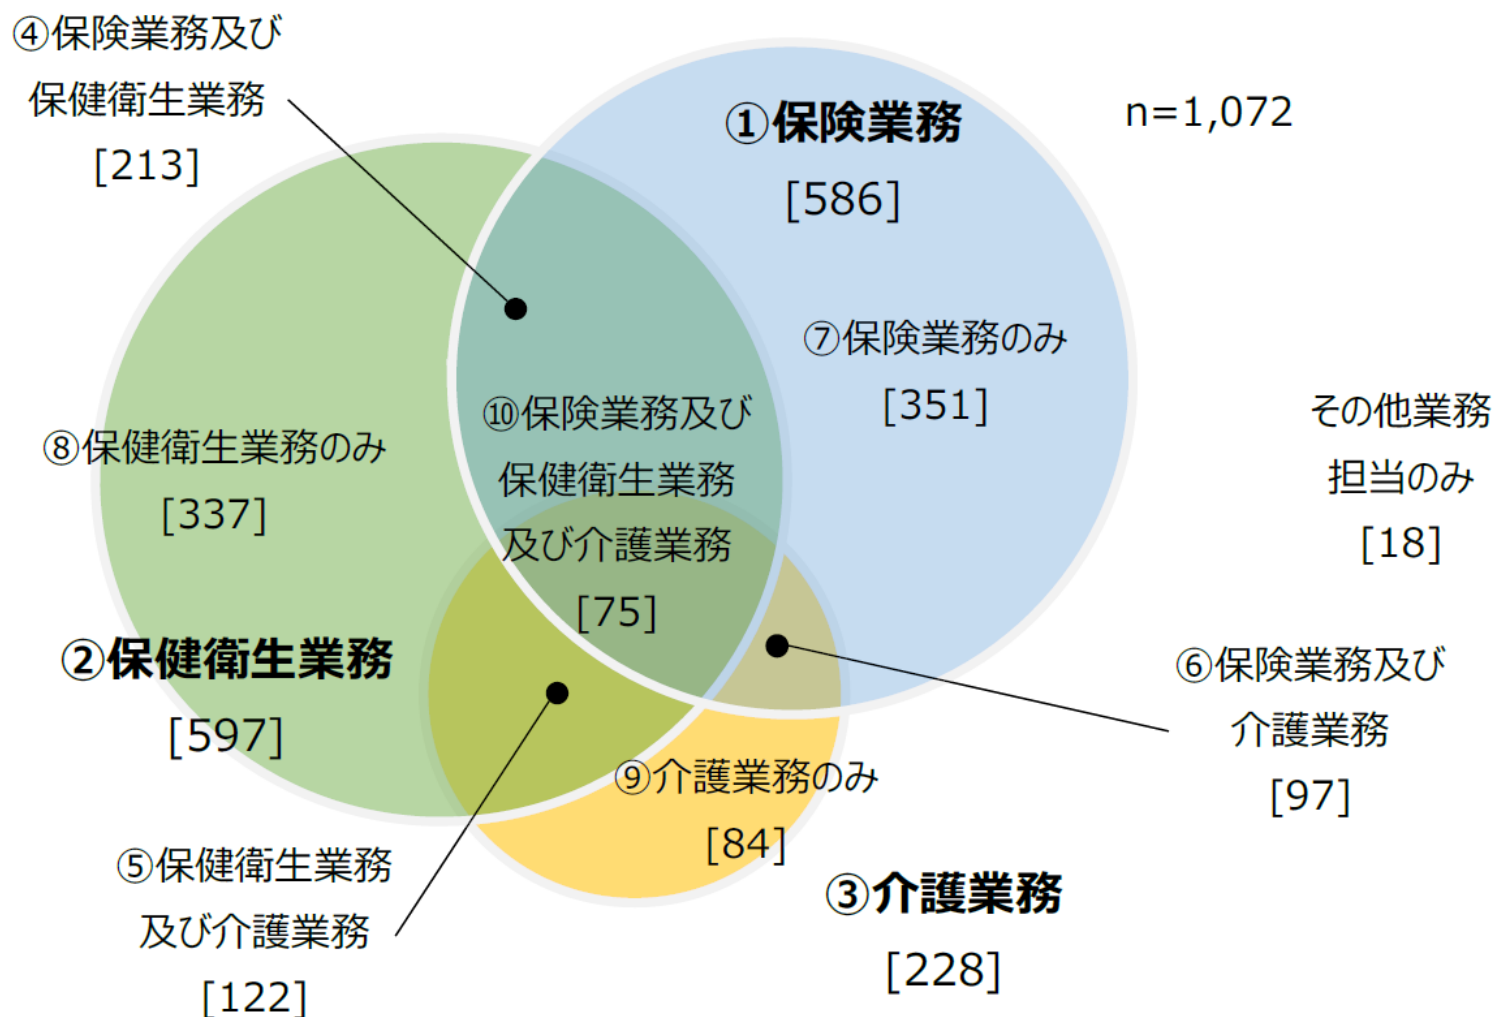 ④保険業務及び
保健衛生業務
[213]
①保険業務
[586]
n=1,072
⑦保険業務のみ
[351]
⑩保険業務及び
保健衛生業務
及び介護業務
[75]
⑧保健衛生業務のみ
[337]
その他業務
担当のみ
[18]
②保健衛生業務
[597]
⑥保険業務及び
介護業務
[97]
⑨介護業務のみ
[84]
⑤保健衛生業務
及び介護業務
[122]
③介護業務
[228]